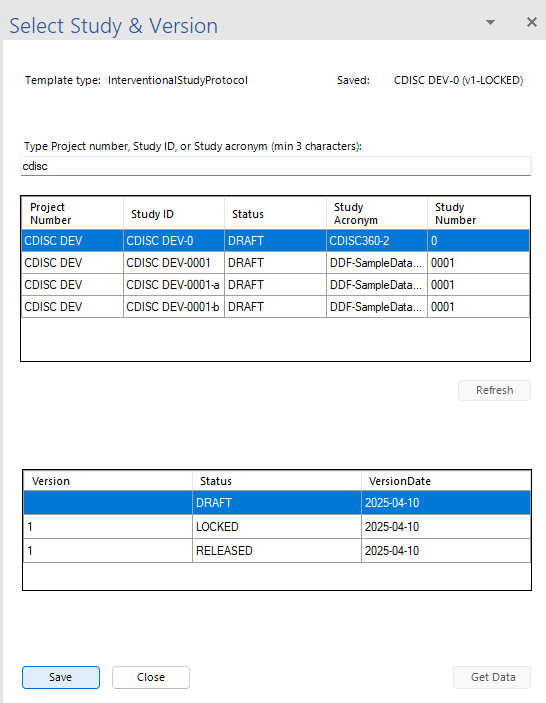 Select Study & Version
Template type: InterventionalStudyProtocol Saved: CDISC DEV-0 (v1-LOCKED)
Type Project number, Study ID, or Study acronym (min 3 characters):
cdisc
Project Number Study ID Status Study Acronym Study Number
CDISC DEV CDISC DEV-0 DRAFT CDISC360-2 0
CDISC DEV CDISC DEV-0001 DRAFT DDF-SampleData... 0001
CDISC DEV CDISC DEV-0001-a DRAFT DDF-SampleData... 0001
CDISC DEV CDISC DEV-0001-b DRAFT DDF-SampleData... 0001
Refresh
Version Status VersionDate
DRAFT 2025-04-10
1 LOCKED 2025-04-10
1 RELEASED 2025-04-10
Save Close Get Data